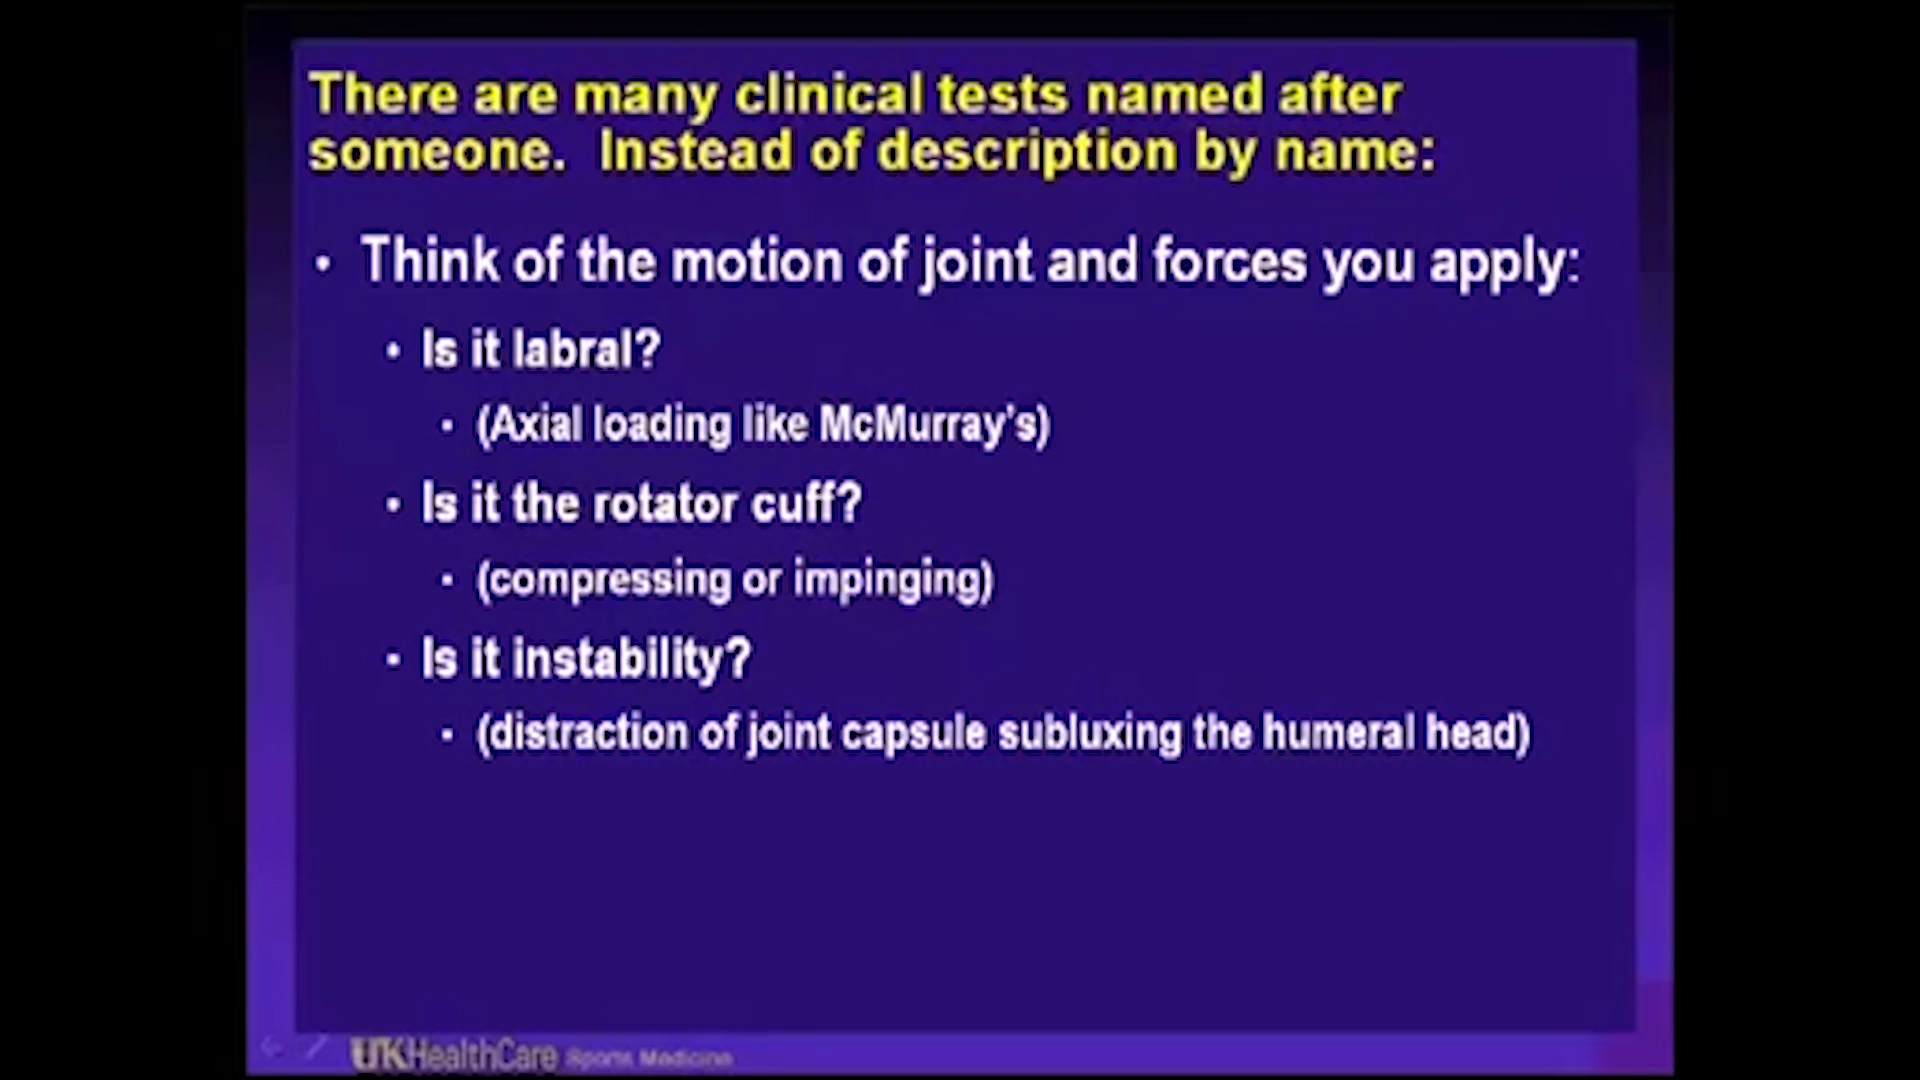 There are many clinical tests named after
someone. Instead of description by name:
• Think of the motion of joint and forces you apply:
• Is it labral?
• (Axial loading like McMurray's)
• Is it the rotator cuff?
• (compressing or impinging)
• Is it instability?
• (distraction of joint capsule subluxing the humeral head)
UKHealthCare Sports Medicine